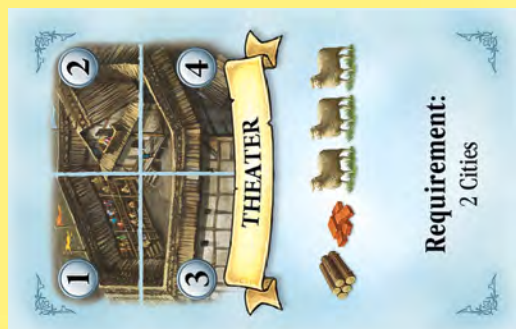 1 2
3 4
THEATER
Requirement:
2 Cities